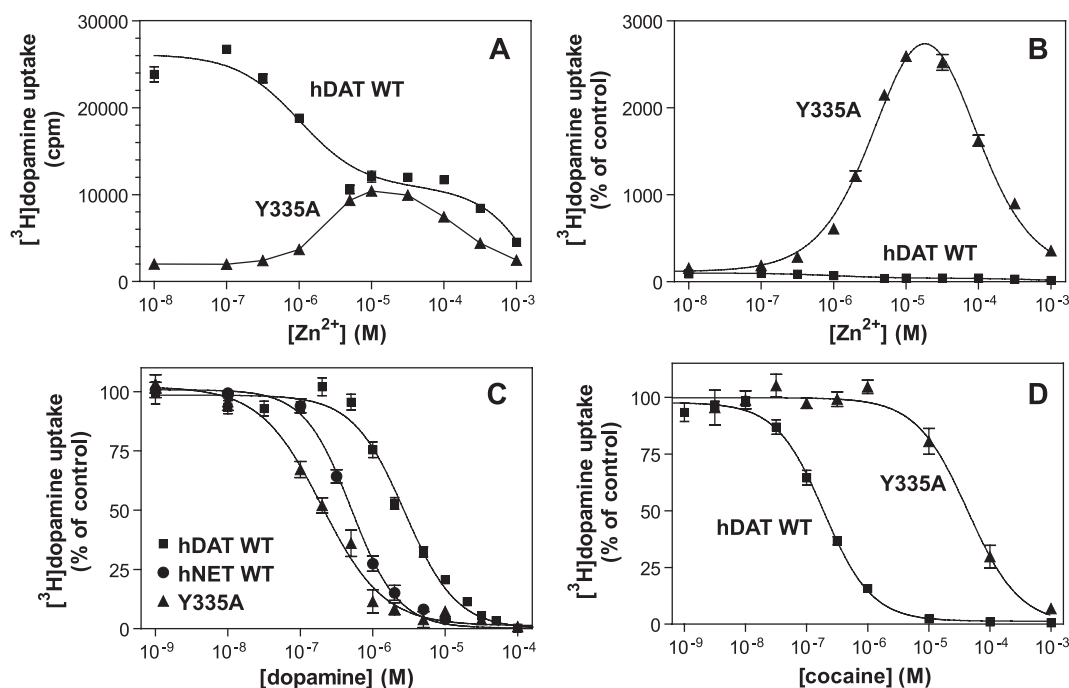 A
[³H]dopamine uptake
(cpm)
30000
20000
10000
0
hDAT WT
Y335A
10⁻⁸ 10⁻⁷ 10⁻⁶ 10⁻⁵ 10⁻⁴ 10⁻³
[Zn²⁺] (M)
B
[³H]dopamine uptake
(% of control)
3000
2000
1000
0
Y335A
hDAT WT
10⁻⁸ 10⁻⁷ 10⁻⁶ 10⁻⁵ 10⁻⁴ 10⁻³
[Zn²⁺] (M)
C
[³H]dopamine uptake
(% of control)
100
75
50
25
0
hDAT WT
hNET WT
Y335A
10⁻⁹ 10⁻⁸ 10⁻⁷ 10⁻⁶ 10⁻⁵ 10⁻⁴
[dopamine] (M)
D
[³H]dopamine uptake
(% of control)
100
75
50
25
0
Y335A
hDAT WT
10⁻⁹ 10⁻⁸ 10⁻⁷ 10⁻⁶ 10⁻⁵ 10⁻⁴ 10⁻³
[cocaine] (M)